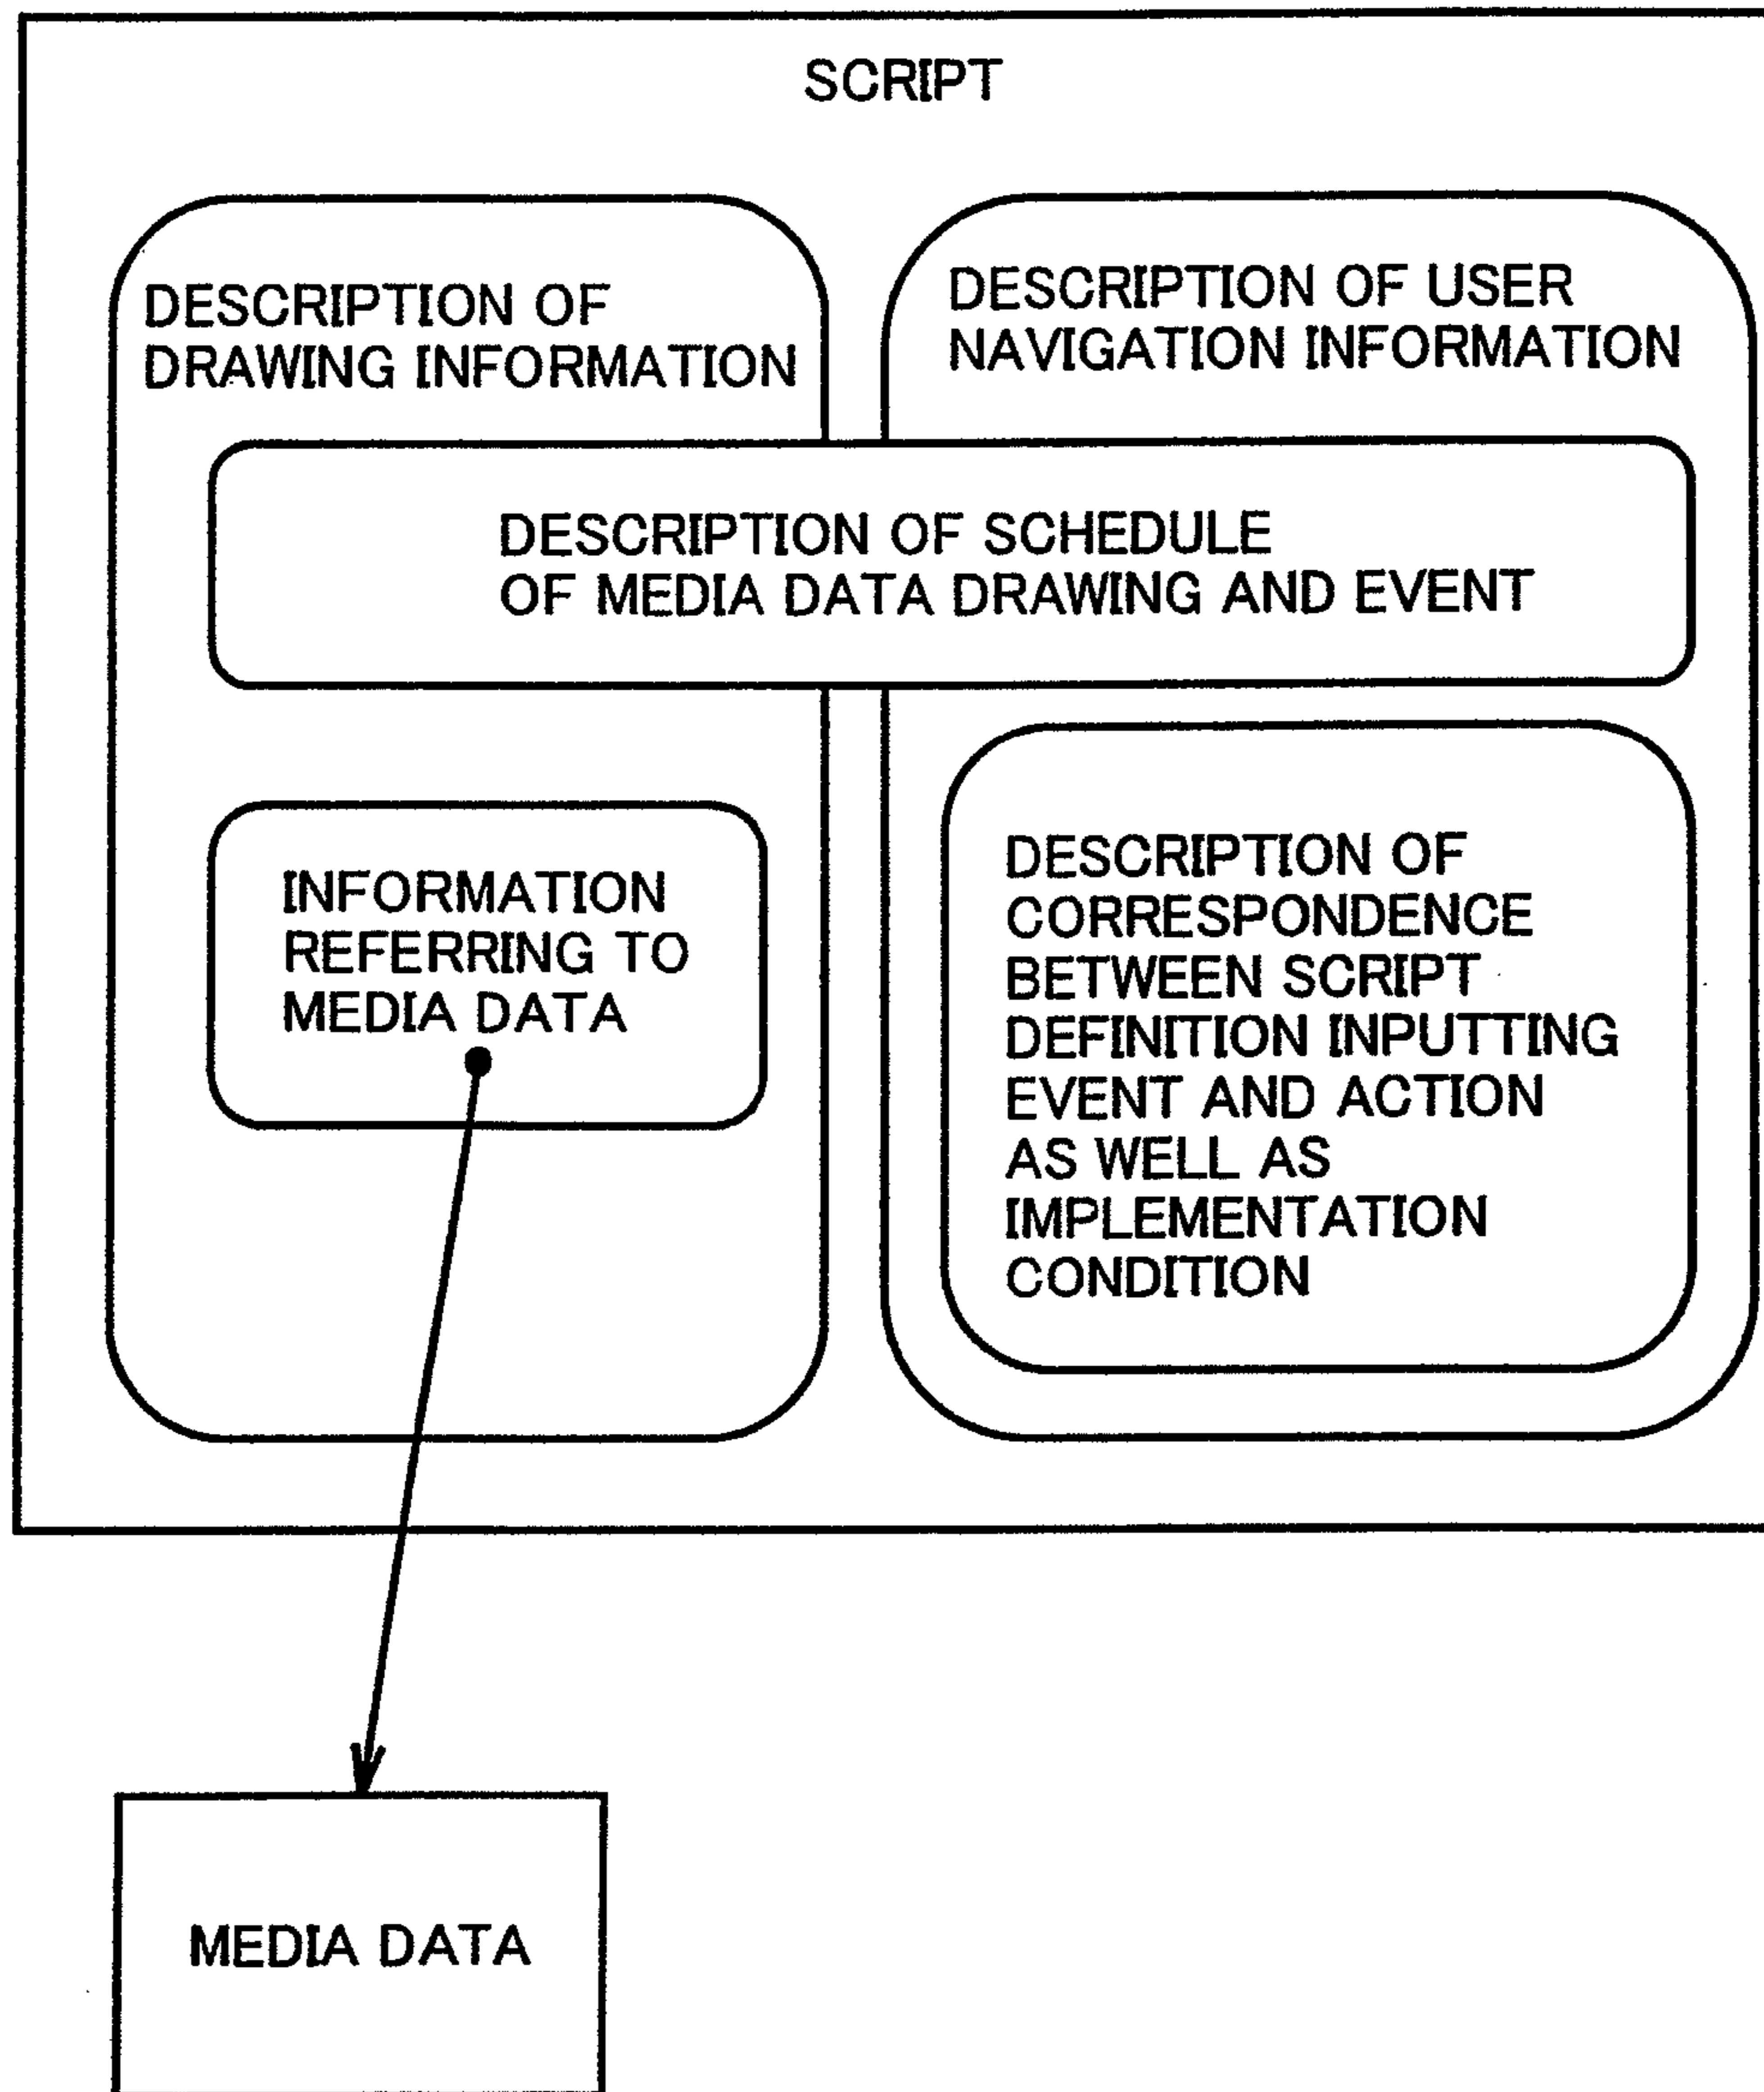 SCRIPT
DESCRIPTION OF
DRAWING INFORMATION
DESCRIPTION OF USER
NAVIGATION INFORMATION
DESCRIPTION OF SCHEDULE
OF MEDIA DATA DRAWING AND EVENT
INFORMATION
REFERRING TO
MEDIA DATA
DESCRIPTION OF
CORRESPONDENCE
BETWEEN SCRIPT
DEFINITION INPUTTING
EVENT AND ACTION
AS WELL AS
IMPLEMENTATION
CONDITION
MEDIA DATA